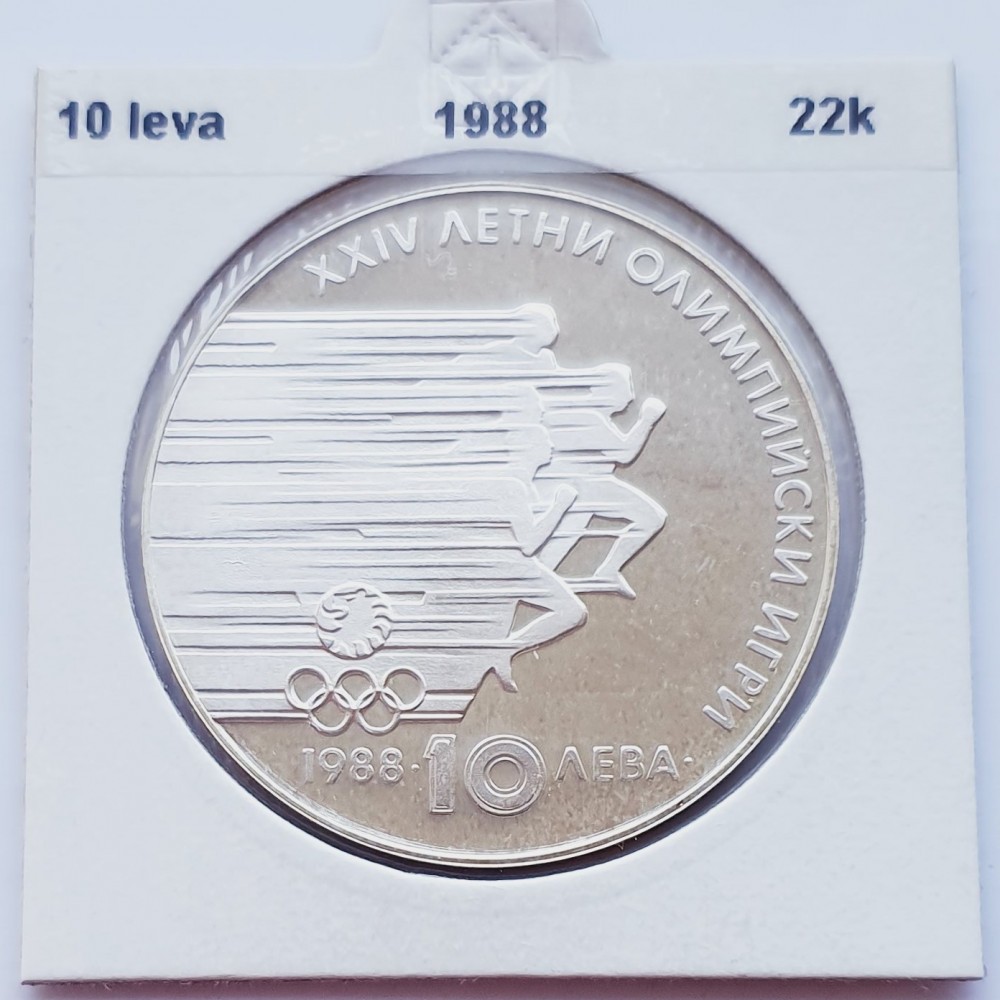 10 leva 1988 22k
XXIV ЛЕТНИ ОЛИМПИЙСКИ ИГРИ
1988 · 10 ЛЕВА ·